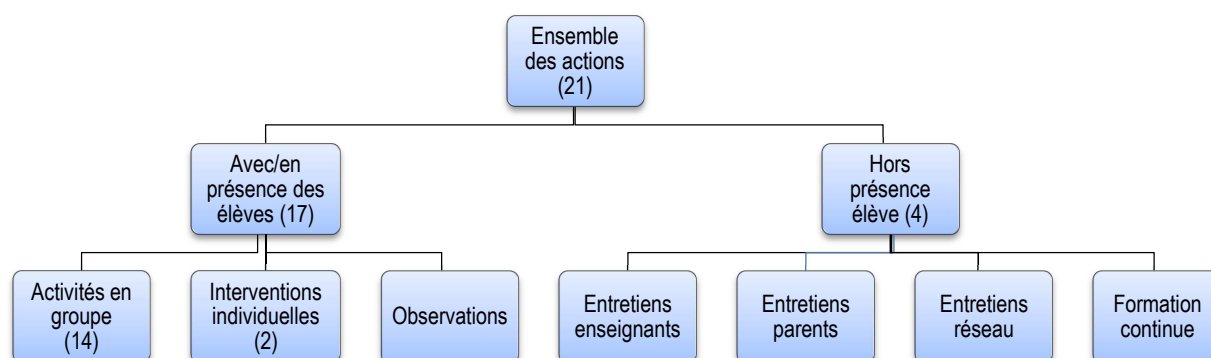 Ensemble
des actions
(21)
Avec/en
présence des
élèves (17)
Hors
présence
élève (4)
Activités en
groupe
(14)
Interventions
individuelles
(2)
Observations
Entretiens
enseignants
Entretiens
parents
Entretiens
réseau
Formation
continue